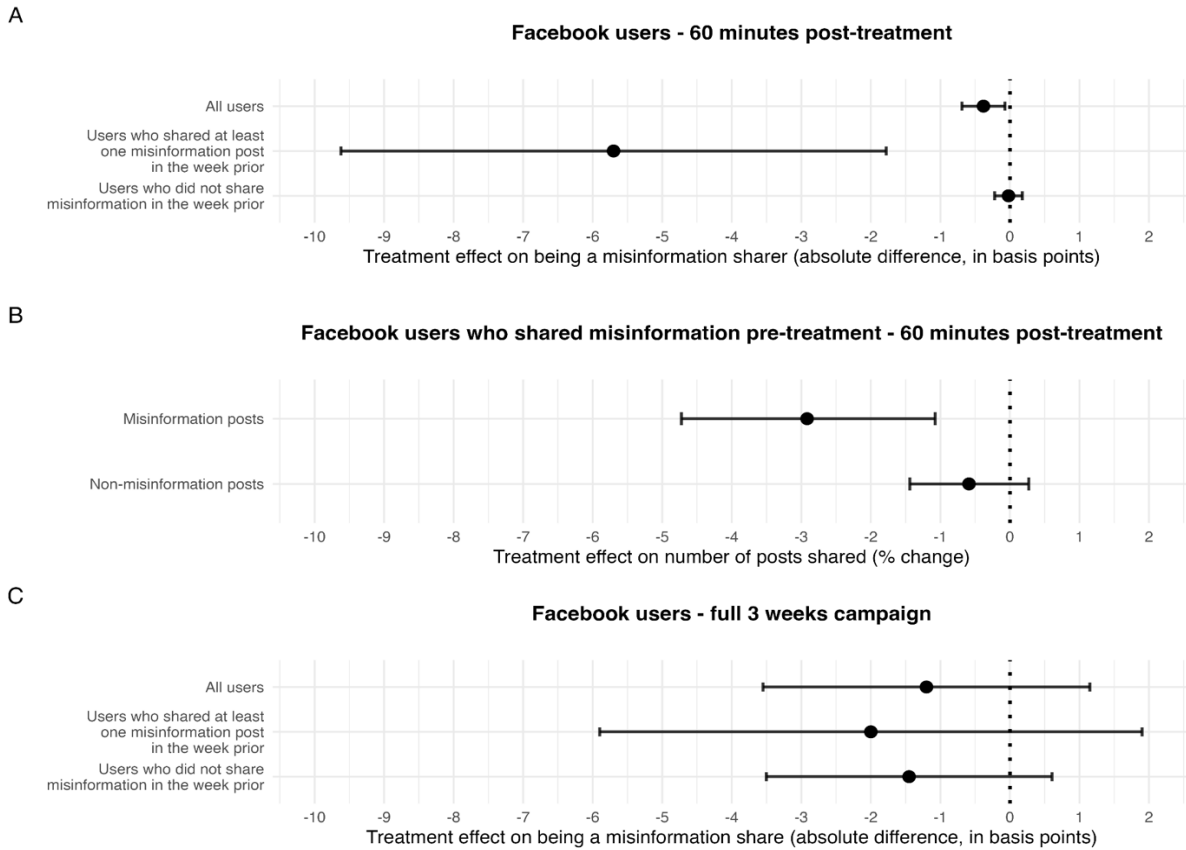 A
Facebook users - 60 minutes post-treatment
All users
Users who shared at least
one misinformation post
in the week prior
Users who did not share
misinformation in the week prior
-10 -9 -8 -7 -6 -5 -4 -3 -2 -1 0 1 2
Treatment effect on being a misinformation sharer (absolute difference, in basis points)
B
Facebook users who shared misinformation pre-treatment - 60 minutes post-treatment
Misinformation posts
Non-misinformation posts
-10 -9 -8 -7 -6 -5 -4 -3 -2 -1 0 1 2
Treatment effect on number of posts shared (% change)
C
Facebook users - full 3 weeks campaign
All users
Users who shared at least
one misinformation post
in the week prior
Users who did not share
misinformation in the week prior
-10 -9 -8 -7 -6 -5 -4 -3 -2 -1 0 1 2
Treatment effect on being a misinformation share (absolute difference, in basis points)